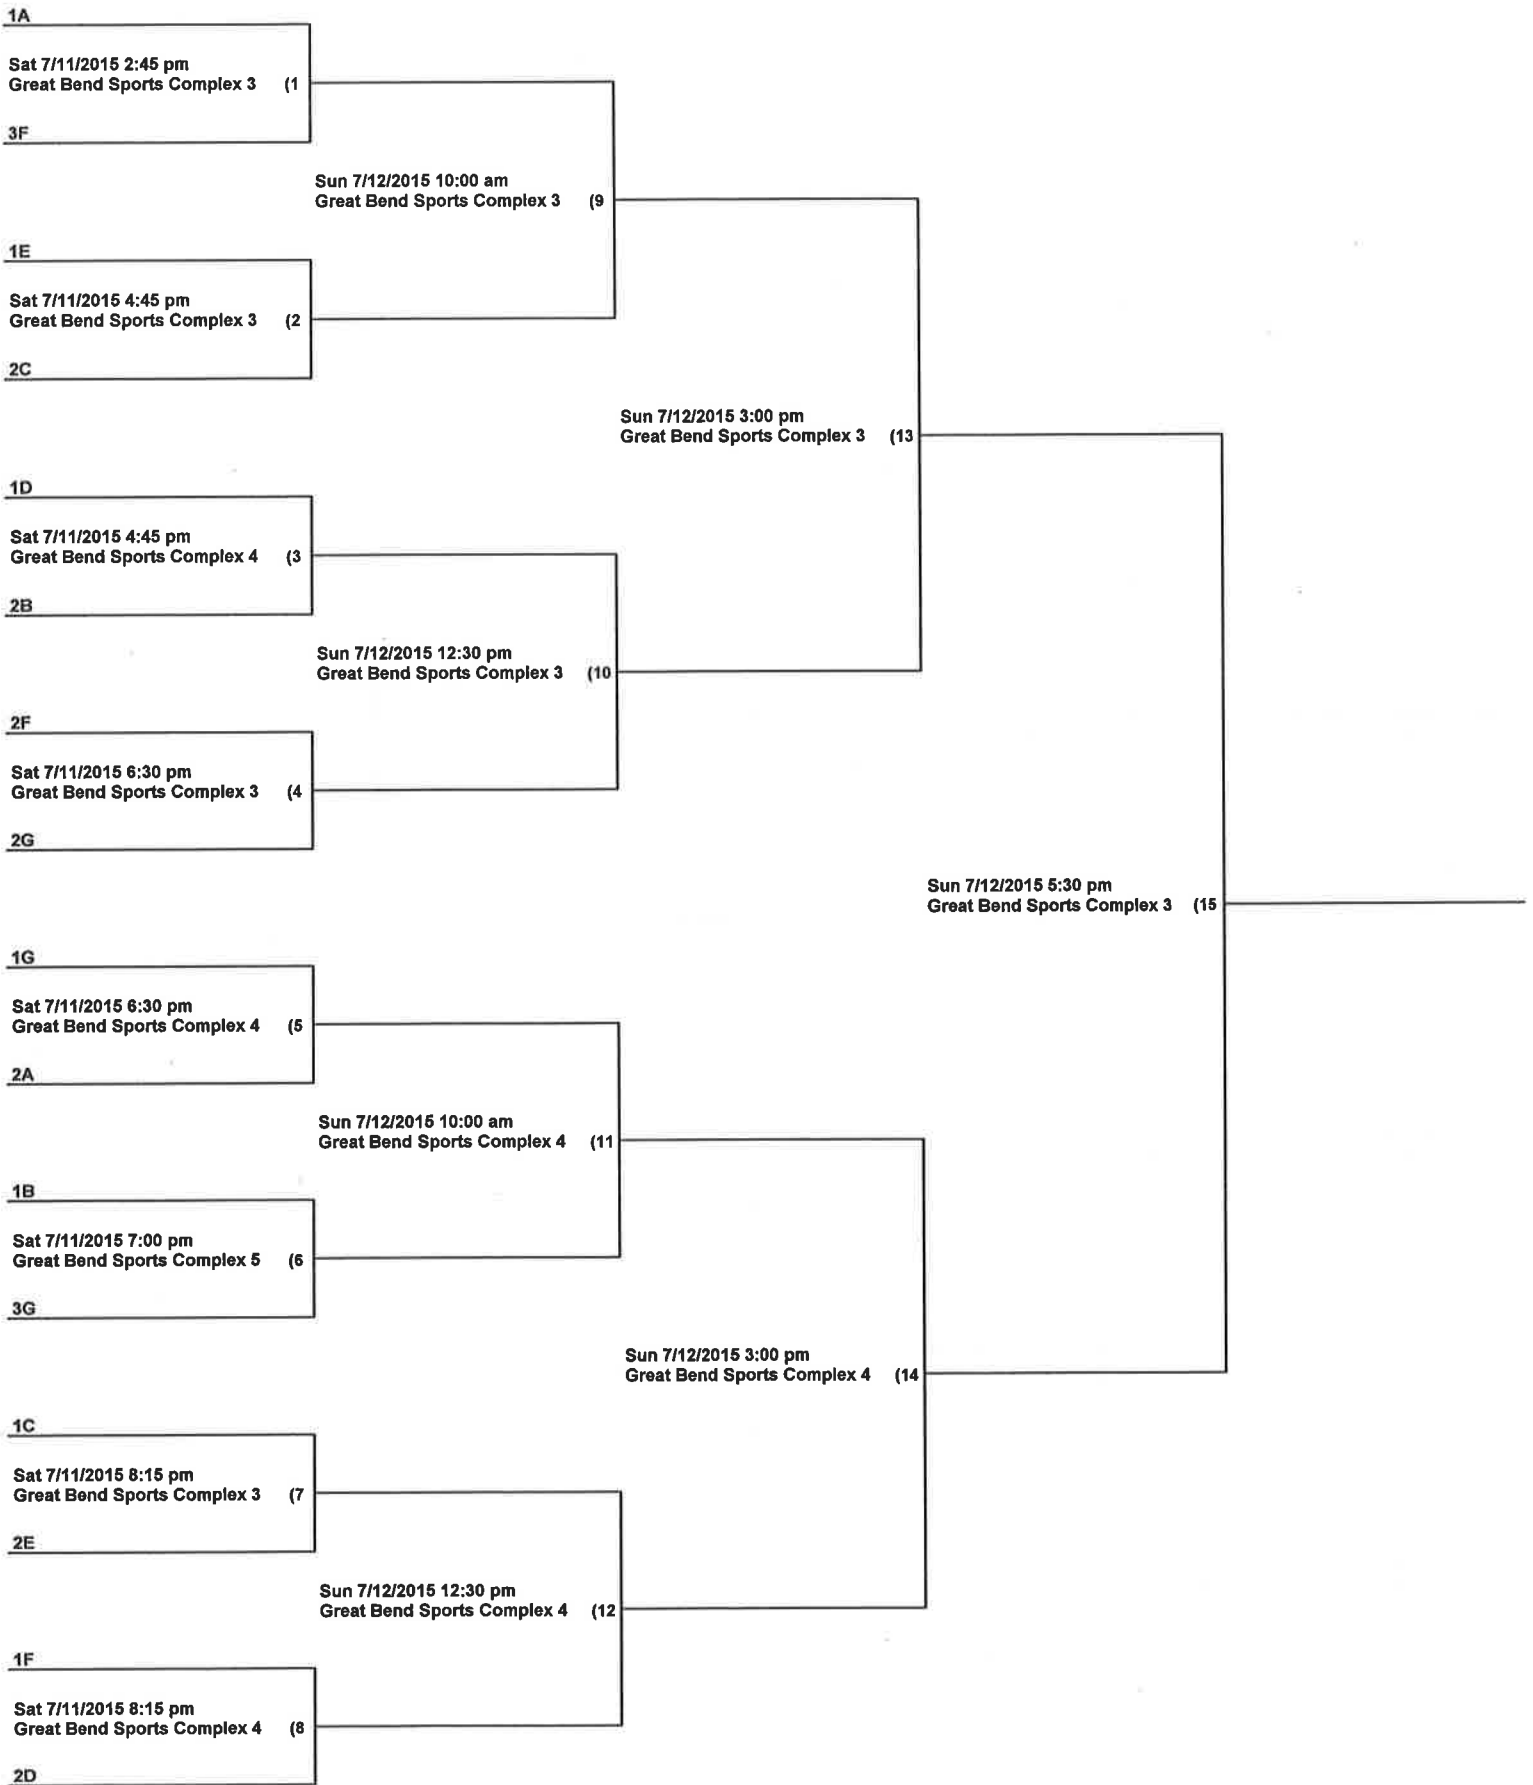 1A
Sat 7/11/2015 2:45 pm
Great Bend Sports Complex 3 (1
3F
Sun 7/12/2015 10:00 am
Great Bend Sports Complex 3 (9
1E
Sat 7/11/2015 4:45 pm
Great Bend Sports Complex 3 (2
2C
Sun 7/12/2015 3:00 pm
Great Bend Sports Complex 3 (13
1D
Sat 7/11/2015 4:45 pm
Great Bend Sports Complex 4 (3
2B
Sun 7/12/2015 12:30 pm
Great Bend Sports Complex 3 (10
2F
Sat 7/11/2015 6:30 pm
Great Bend Sports Complex 3 (4
2G
Sun 7/12/2015 5:30 pm
Great Bend Sports Complex 3 (15
1G
Sat 7/11/2015 6:30 pm
Great Bend Sports Complex 4 (5
2A
Sun 7/12/2015 10:00 am
Great Bend Sports Complex 4 (11
1B
Sat 7/11/2015 7:00 pm
Great Bend Sports Complex 5 (6
3G
Sun 7/12/2015 3:00 pm
Great Bend Sports Complex 4 (14
1C
Sat 7/11/2015 8:15 pm
Great Bend Sports Complex 3 (7
2E
Sun 7/12/2015 12:30 pm
Great Bend Sports Complex 4 (12
1F
Sat 7/11/2015 8:15 pm
Great Bend Sports Complex 4 (8
2D